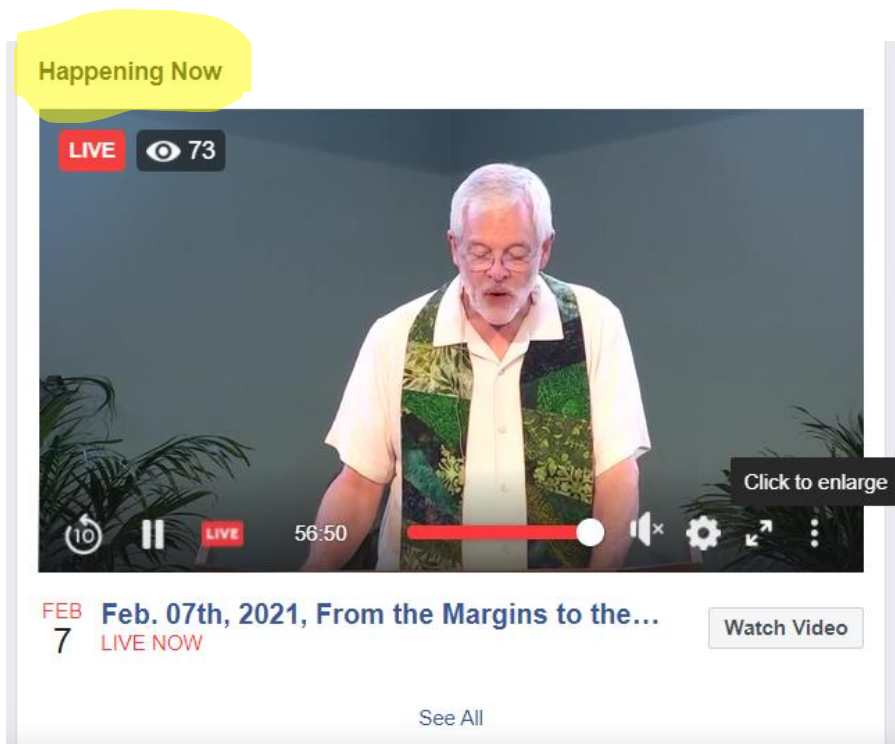 Happening Now
LIVE 73
Click to enlarge
10 LIVE 56:50
FEB
7
Feb. 07th, 2021, From the Margins to the...
LIVE NOW
Watch Video
See All